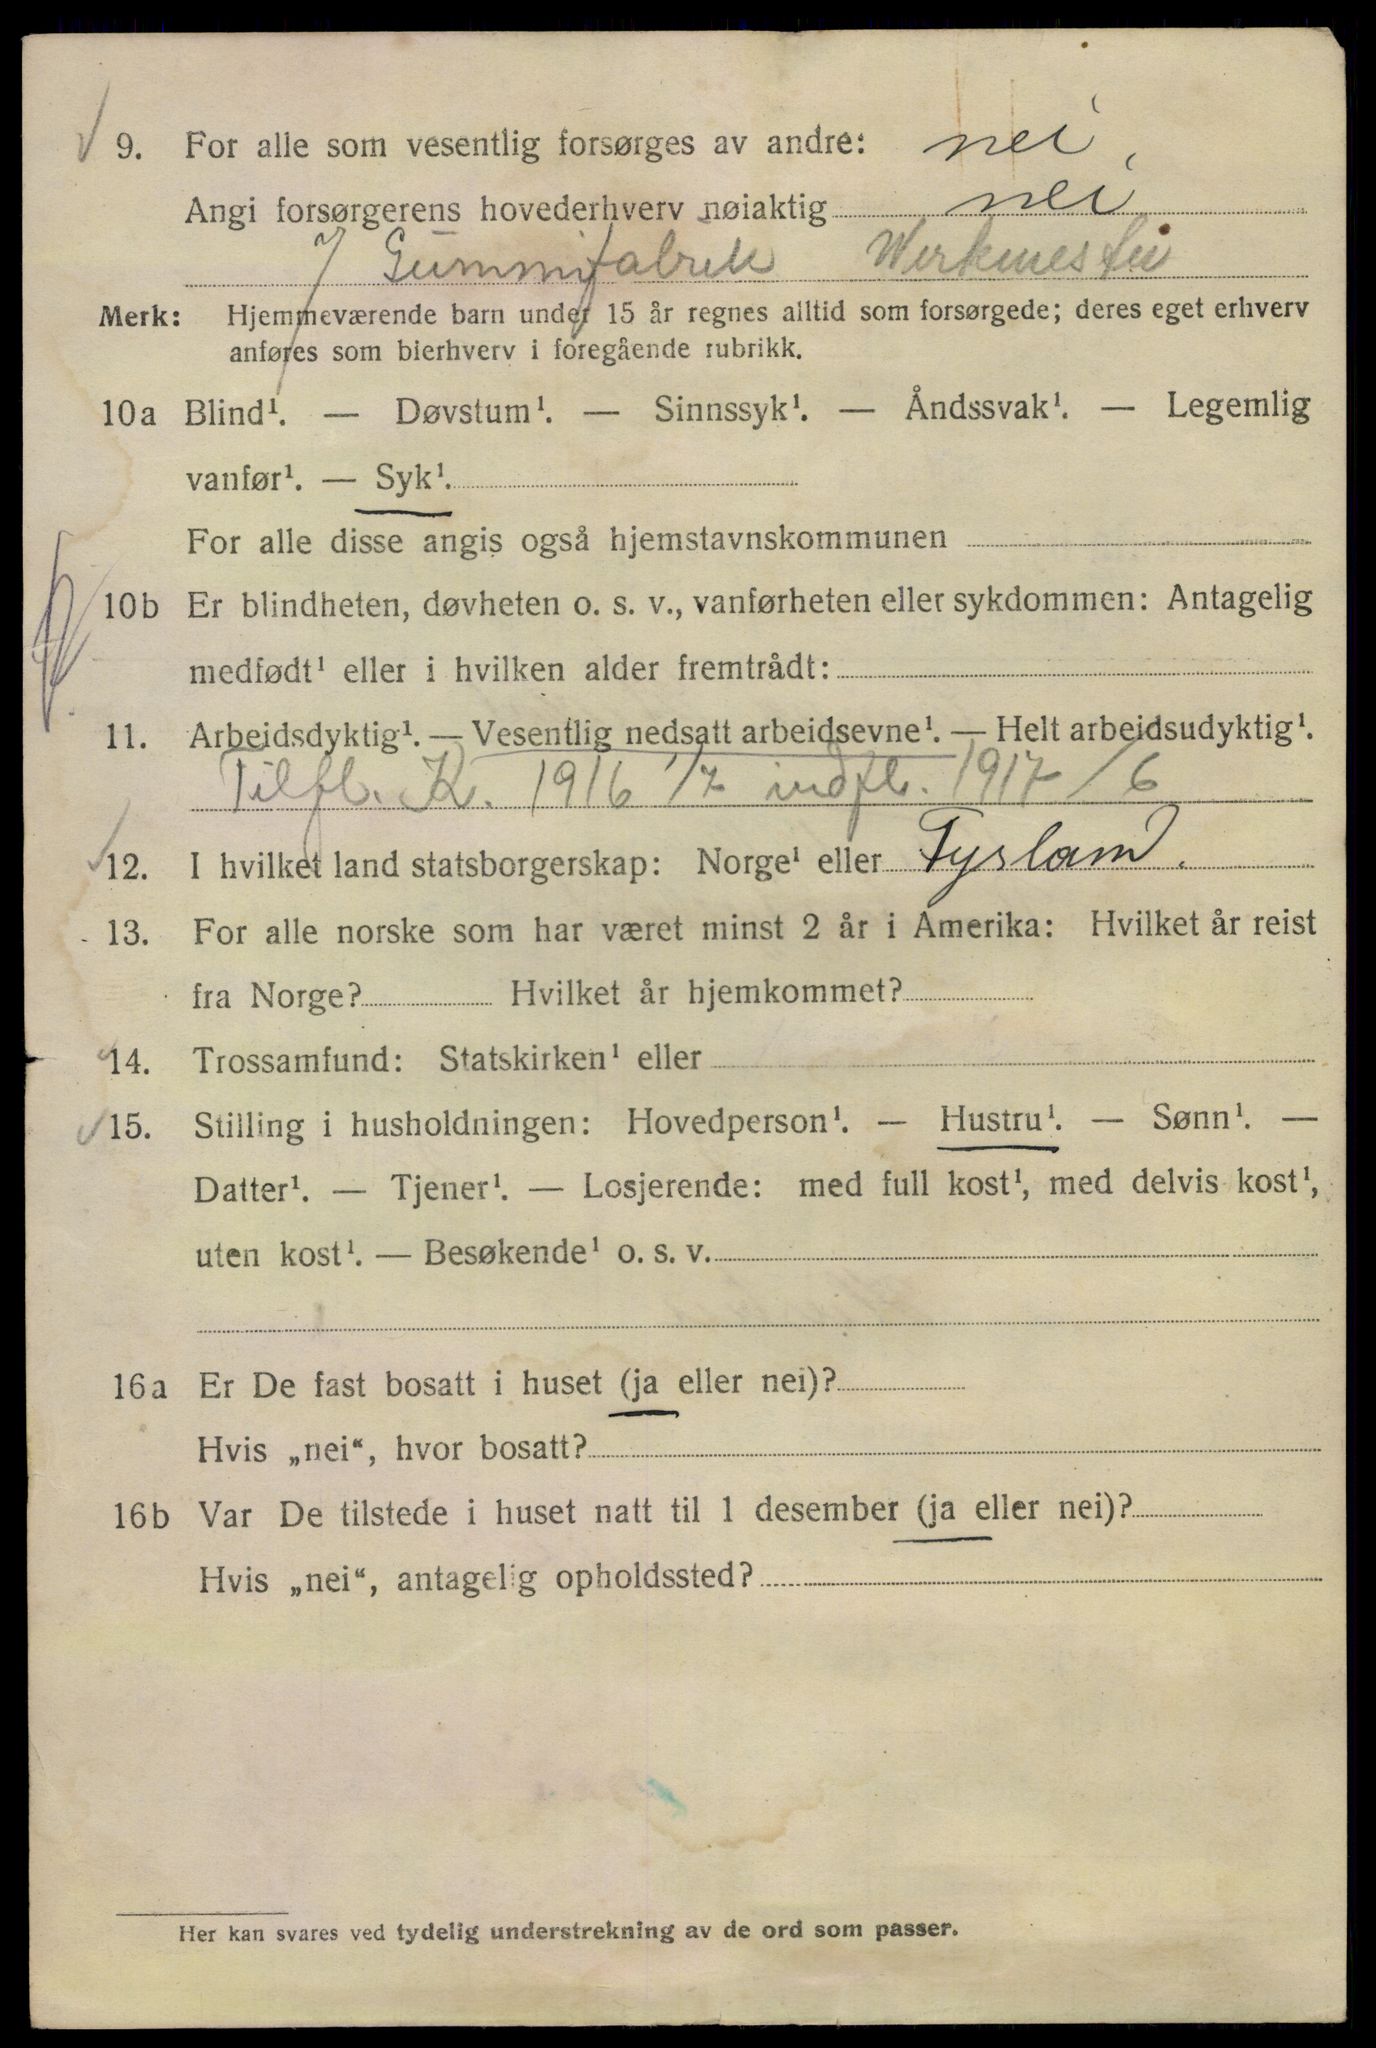 9. For alle som vesentlig forsørges av andre: nei.
Angi forsørgerens hovederhverv nøiaktig nei
Gummifabrik Werkmester
Merk: Hjemmeværende barn under 15 år regnes alltid som forsørgede; deres eget erhverv
anføres som bierhverv i foregående rubrikk.
10a Blind¹. — Døvstum¹. — Sinnssyk¹. — Åndssvak¹. — Legemlig
vanfør¹. — Syk¹.
For alle disse angis også hjemstavnskommunen
10b Er blindheten, døvheten o. s. v., vanførheten eller sykdommen: Antagelig
medfødt¹ eller i hvilken alder fremtrådt:
11. Arbeidsdyktig¹. — Vesentlig nedsatt arbeidsevne¹. — Helt arbeidsudyktig¹.
Tilfl. K. 1916 1/7 indfl. 1917/6
12. I hvilket land statsborgerskap: Norge¹ eller Tysland.
13. For alle norske som har været minst 2 år i Amerika: Hvilket år reist
fra Norge? Hvilket år hjemkommet?
14. Trossamfund: Statskirken¹ eller
15. Stilling i husholdningen: Hovedperson¹. — Hustru¹. — Sønn¹. —
Datter¹. — Tjener¹. — Losjerende: med full kost¹, med delvis kost¹,
uten kost¹. — Besøkende¹ o. s. v.
16a Er De fast bosatt i huset (ja eller nei)?
Hvis „nei“, hvor bosatt?
16b Var De tilstede i huset natt til 1 desember (ja eller nei)?
Hvis „nei“, antagelig opholdssted?
Her kan svares ved tydelig understrekning av de ord som passer.